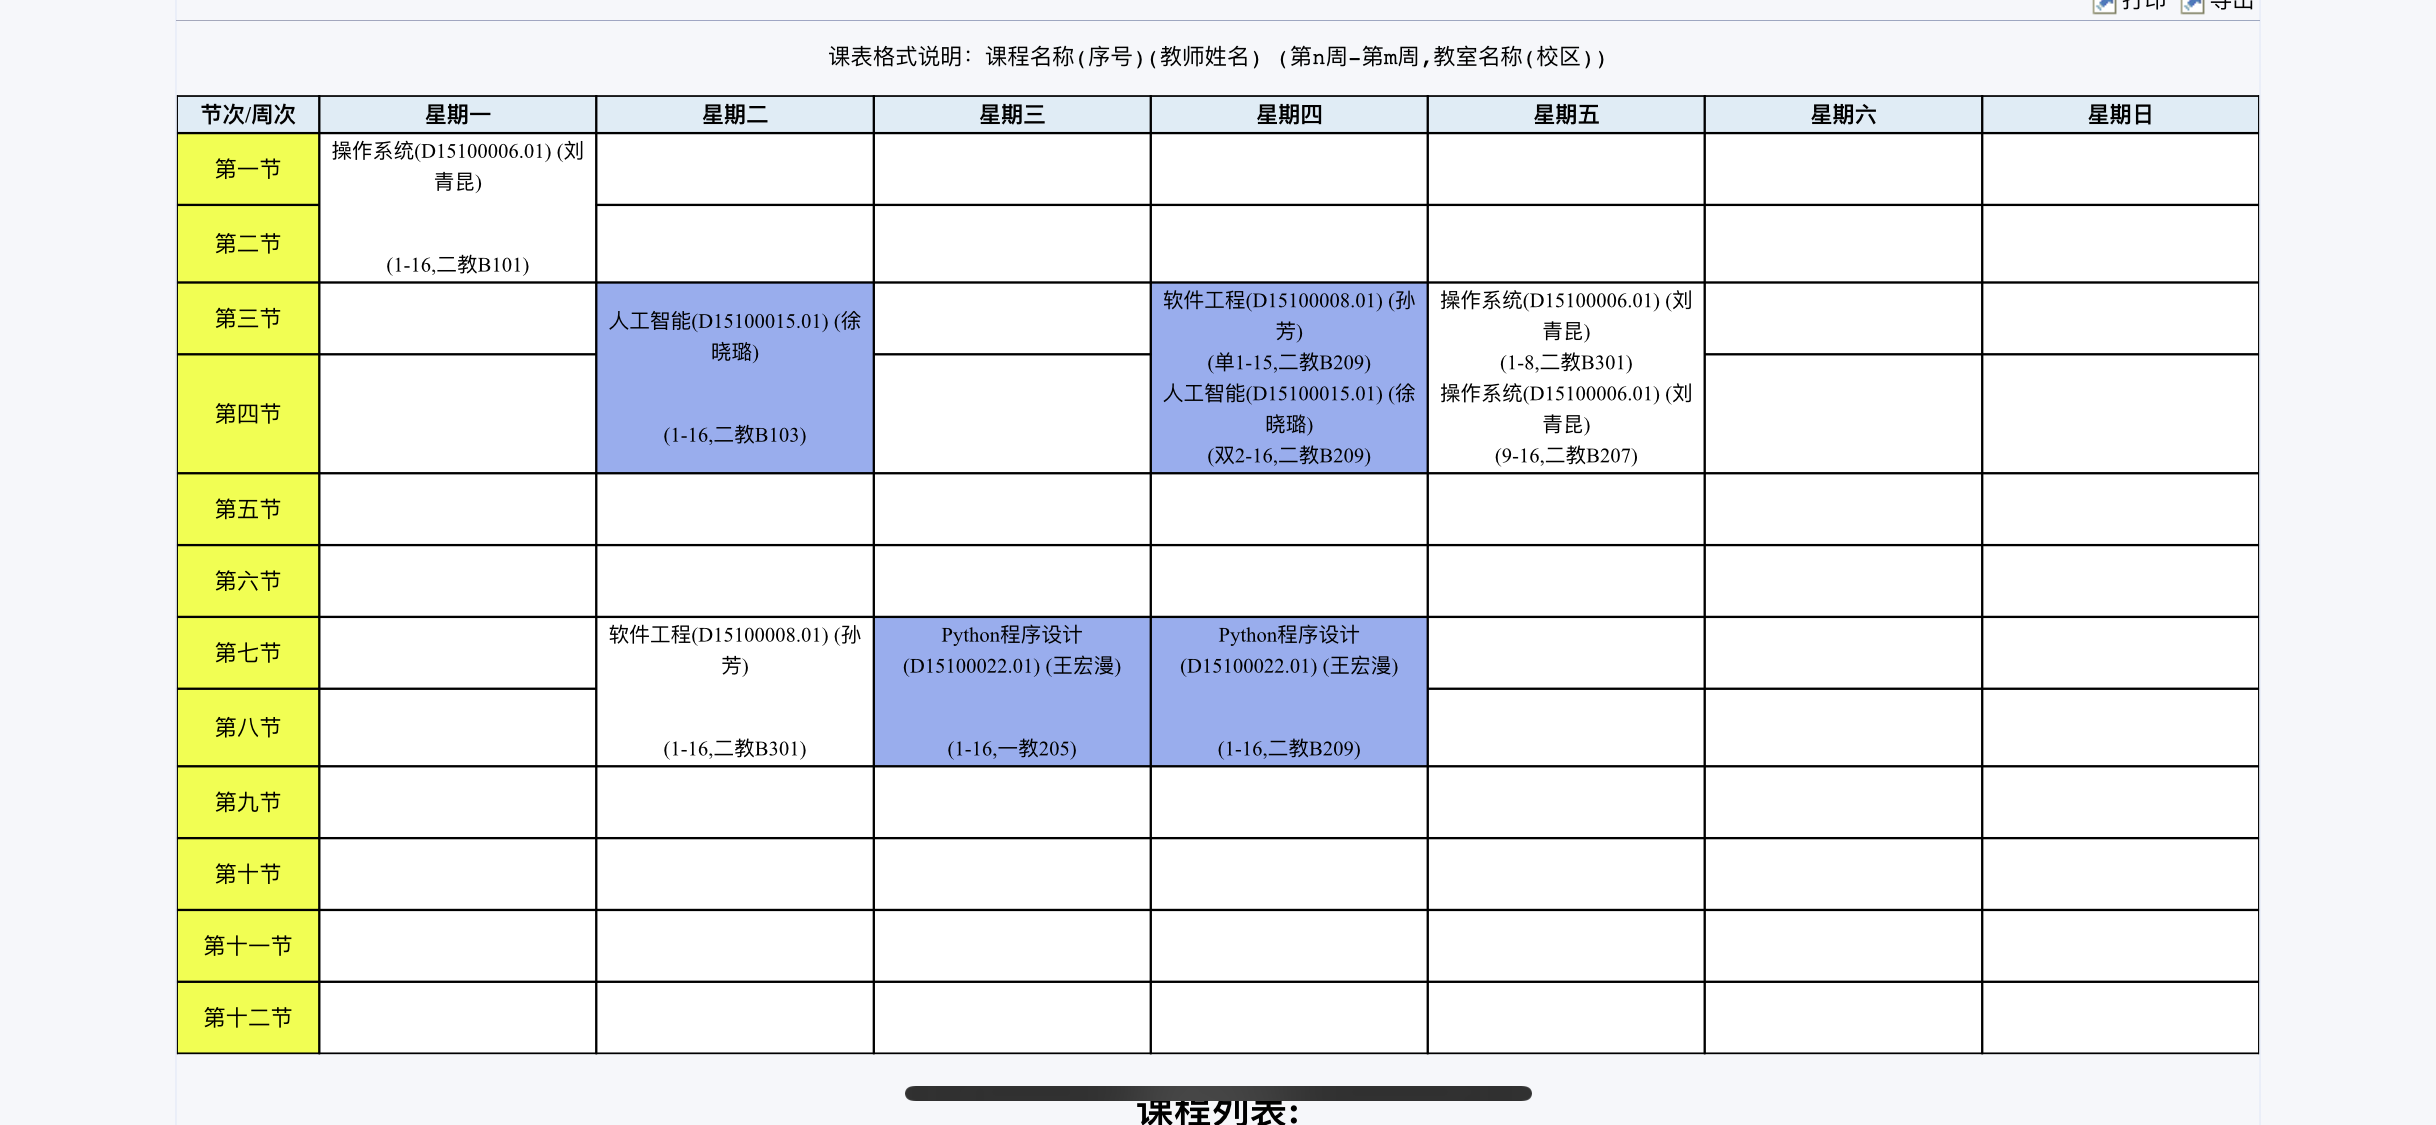 打印 导出
课表格式说明：课程名称(序号)(教师姓名) (第n周-第m周,教室名称(校区))
节次/周次 星期一 星期二 星期三 星期四 星期五 星期六 星期日
第一节
操作系统(D15100006.01) (刘
青昆)
(1-16,二教B101)
第二节
第三节
人工智能(D15100015.01) (徐
晓璐)
(1-16,二教B103)
软件工程(D15100008.01) (孙
芳)
(单1-15,二教B209)
人工智能(D15100015.01) (徐
晓璐)
(双2-16,二教B209)
操作系统(D15100006.01) (刘
青昆)
(1-8,二教B301)
操作系统(D15100006.01) (刘
青昆)
(9-16,二教B207)
第四节
第五节
第六节
第七节
软件工程(D15100008.01) (孙
芳)
(1-16,二教B301)
Python程序设计
(D15100022.01) (王宏漫)
(1-16,一教205)
Python程序设计
(D15100022.01) (王宏漫)
(1-16,二教B209)
第八节
第九节
第十节
第十一节
第十二节
课程列表: